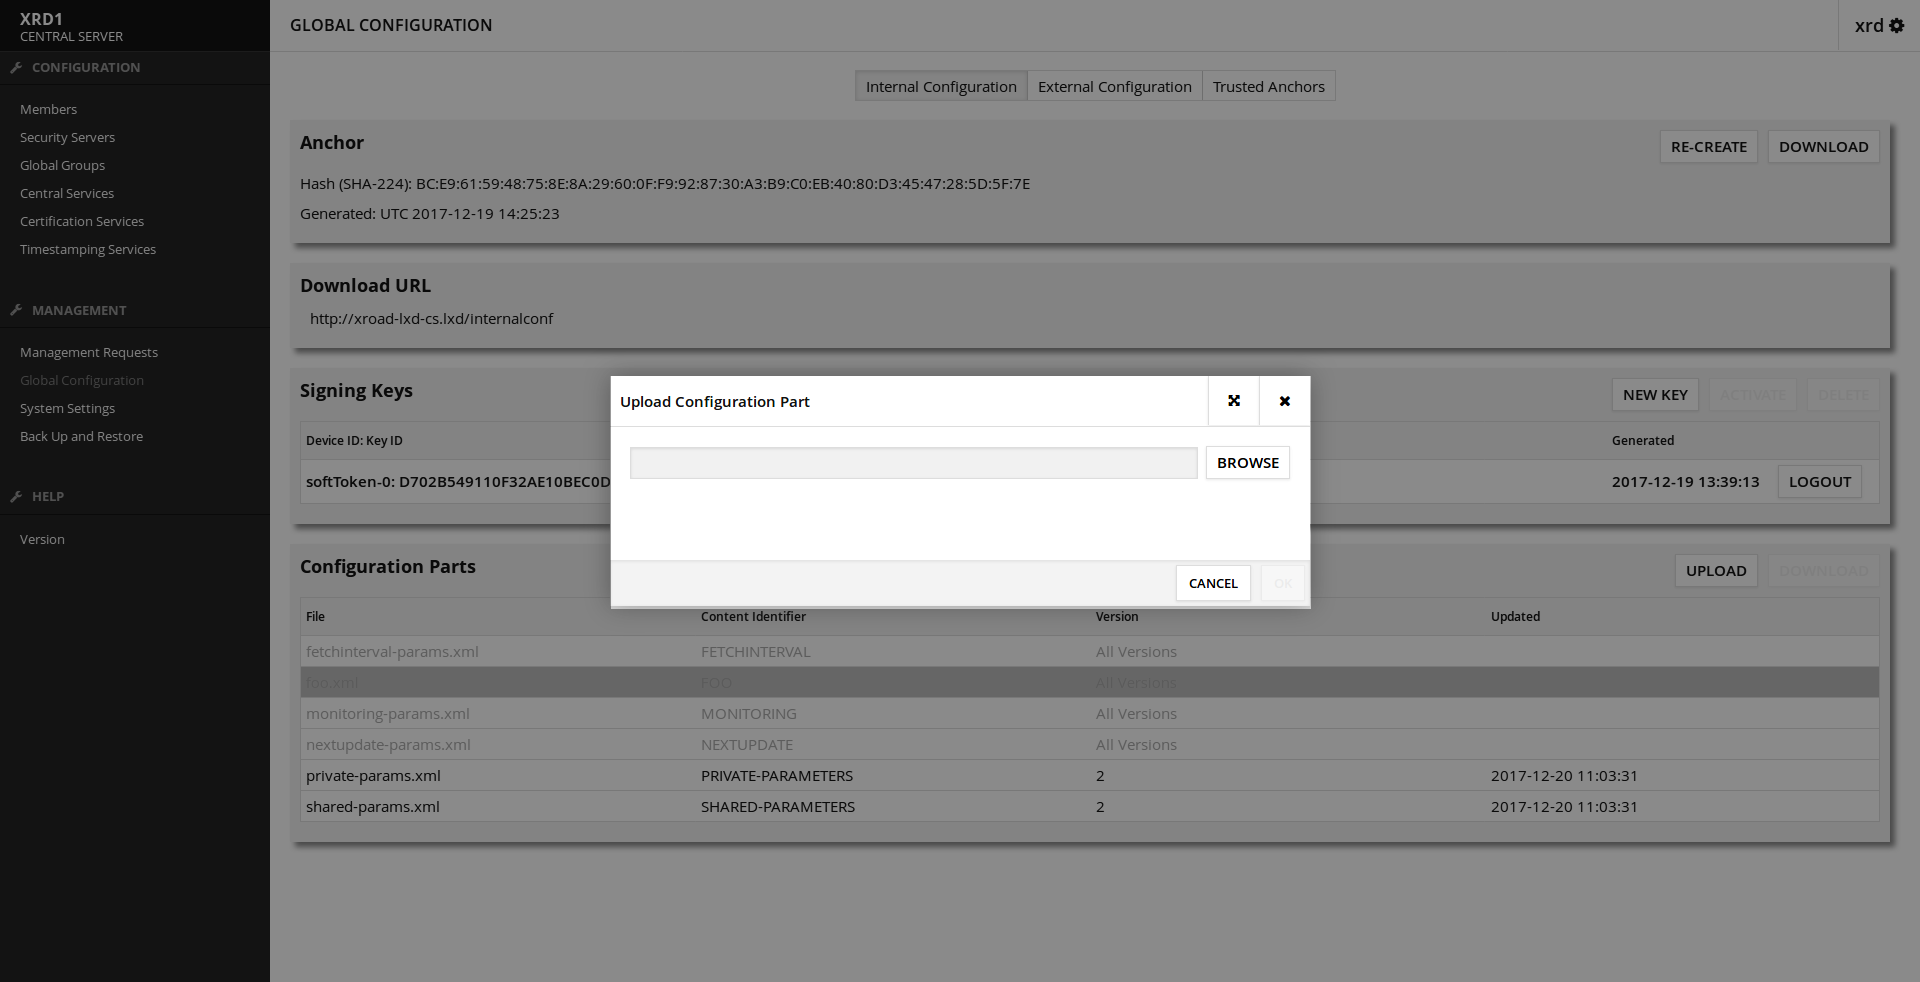 XRD1
CENTRAL SERVER
CONFIGURATION
Members
Security Servers
Global Groups
Central Services
Certification Services
Timestamping Services
MANAGEMENT
Management Requests
Global Configuration
System Settings
Back Up and Restore
HELP
Version
GLOBAL CONFIGURATION
xrd
Internal Configuration External Configuration Trusted Anchors
Anchor
RE-CREATE DOWNLOAD
Hash (SHA-224): BC:E9:61:59:48:75:8E:8A:29:60:0F:F9:92:87:30:A3:B9:C0:EB:40:80:D3:45:47:28:5D:5F:7E
Generated: UTC 2017-12-19 14:25:23
Download URL
http://xroad-lxd-cs.lxd/internalconf
Signing Keys
NEW KEY ACTIVATE DELETE
Device ID: Key ID Generated
softToken-0: D702B549110F32AE10BEC0D 2017-12-19 13:39:13 LOGOUT
Upload Configuration Part
BROWSE
CANCEL OK
Configuration Parts
UPLOAD DOWNLOAD
File Content Identifier Version Updated
fetchinterval-params.xml FETCHINTERVAL All Versions
foo.xml FOO All Versions
monitoring-params.xml MONITORING All Versions
nextupdate-params.xml NEXTUPDATE All Versions
private-params.xml PRIVATE-PARAMETERS 2 2017-12-20 11:03:31
shared-params.xml SHARED-PARAMETERS 2 2017-12-20 11:03:31